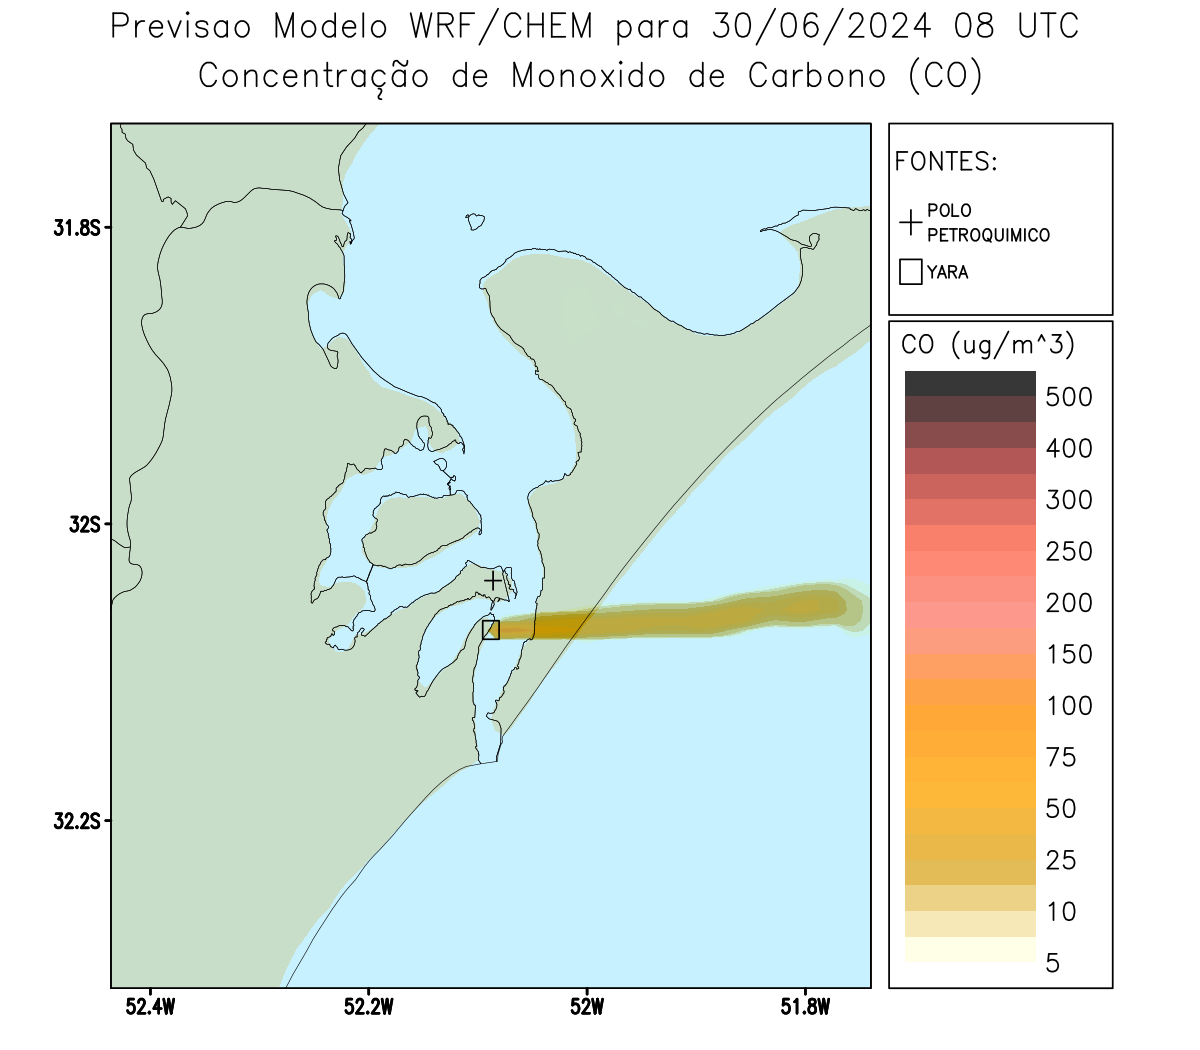 Previsao Modelo WRF/CHEM para 30/06/2024 08 UTC
Concentração de Monoxido de Carbono (CO)
FONTES:
POLO
PETROQUIMICO
YARA
CO (ug/m^3)
500
400
300
250
200
150
100
75
50
25
10
5
31.8S
32S
32.2S
52.4W
52.2W
52W
51.8W